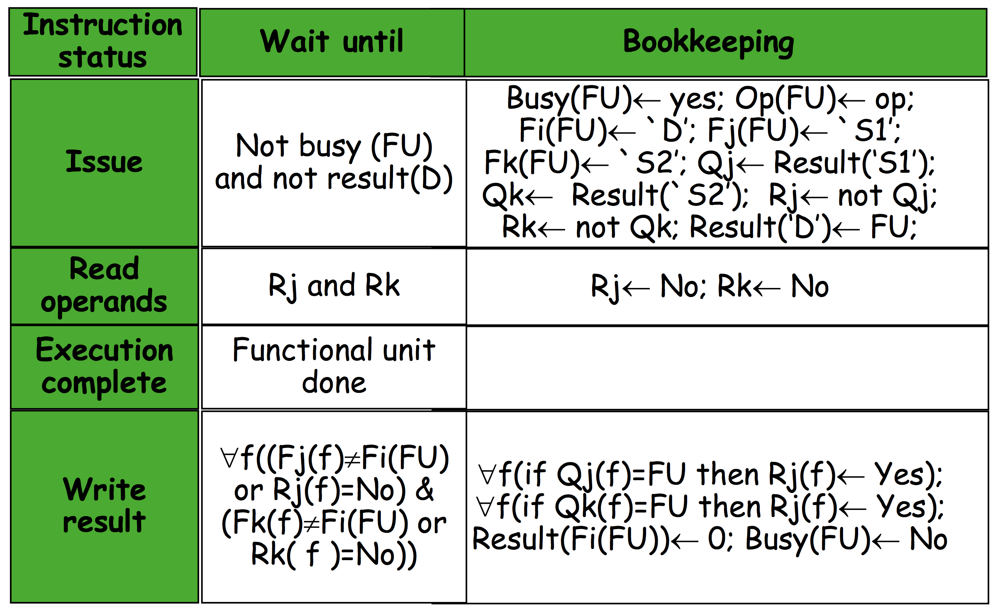 Instruction
status
Wait until
Bookkeeping
Issue
Not busy (FU)
and not result(D)
Busy(FU)← yes; Op(FU)← op;
Fi(FU)← `D’; Fj(FU)← `S1’;
Fk(FU)← `S2’; Qj← Result(‘S1’);
Qk← Result(`S2’); Rj← not Qj;
Rk← not Qk; Result(‘D’)← FU;
Read
operands
Rj and Rk
Rj← No; Rk← No
Execution
complete
Functional unit
done
Write
result
∀f((Fj(f)≠Fi(FU)
or Rj(f)=No) &
(Fk(f)≠Fi(FU) or
Rk( f )=No))
∀f(if Qj(f)=FU then Rj(f)← Yes);
∀f(if Qk(f)=FU then Rj(f)← Yes);
Result(Fi(FU))← 0; Busy(FU)← No